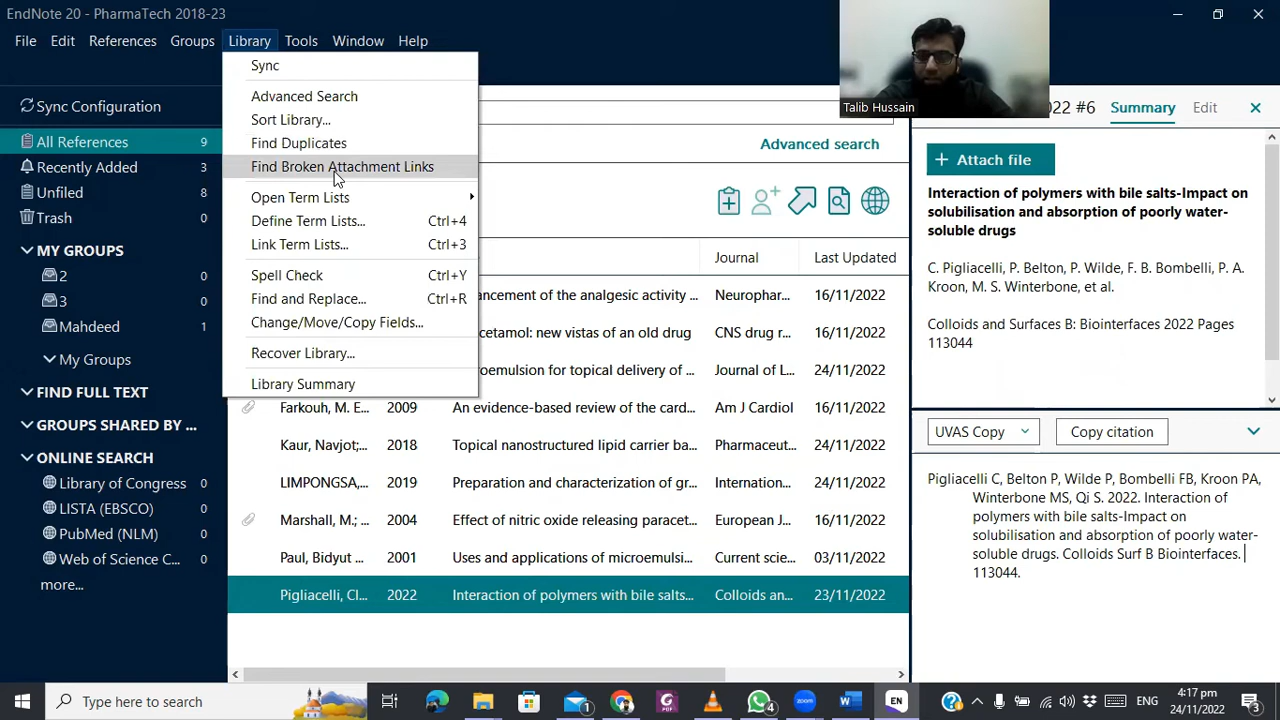 EndNote 20 - PharmaTech 2018-23
File Edit References Groups Library Tools Window Help
Talib Hussain
Sync
Advanced Search
Sort Library...
Find Duplicates
Find Broken Attachment Links
Open Term Lists
Define Term Lists... Ctrl+4
Link Term Lists... Ctrl+3
Spell Check Ctrl+Y
Find and Replace... Ctrl+R
Change/Move/Copy Fields...
Recover Library...
Library Summary
Sync Configuration
All References 9
Recently Added 3
Unfiled 8
Trash 0
MY GROUPS
2 0
3 0
Mahdeed 1
My Groups
FIND FULL TEXT
GROUPS SHARED BY ...
ONLINE SEARCH
Library of Congress 0
LISTA (EBSCO) 0
PubMed (NLM) 0
Web of Science C... 0
more...
Advanced search
Journal Last Updated
ncement of the analgesic activity ... Neurophar... 16/11/2022
cetamol: new vistas of an old drug CNS drug r... 16/11/2022
emulsion for topical delivery of ... Journal of L... 24/11/2022
Farkouh, M. E... 2009 An evidence-based review of the card... Am J Cardiol 16/11/2022
Kaur, Navjot;... 2018 Topical nanostructured lipid carrier ba... Pharmaceut... 24/11/2022
LIMPONGSA,... 2019 Preparation and characterization of gr... Internation... 24/11/2022
Marshall, M.; ... 2004 Effect of nitric oxide releasing paracet... European J... 16/11/2022
Paul, Bidyut ... 2001 Uses and applications of microemulsi... Current scie... 03/11/2022
Pigliacelli, Cl... 2022 Interaction of polymers with bile salts... Colloids an... 23/11/2022
022 #6 Summary Edit
+ Attach file
Interaction of polymers with bile salts-Impact on
solubilisation and absorption of poorly water-
soluble drugs
C. Pigliacelli, P. Belton, P. Wilde, F. B. Bombelli, P. A.
Kroon, M. S. Winterbone, et al.
Colloids and Surfaces B: Biointerfaces 2022 Pages
113044
UVAS Copy Copy citation
Pigliacelli C, Belton P, Wilde P, Bombelli FB, Kroon PA,
Winterbone MS, Qi S. 2022. Interaction of
polymers with bile salts-Impact on
solubilisation and absorption of poorly water-
soluble drugs. Colloids Surf B Biointerfaces.
113044.
Type here to search
1
PDF
4
zoom
W
EN
ENG
4:17 pm
24/11/2022
3